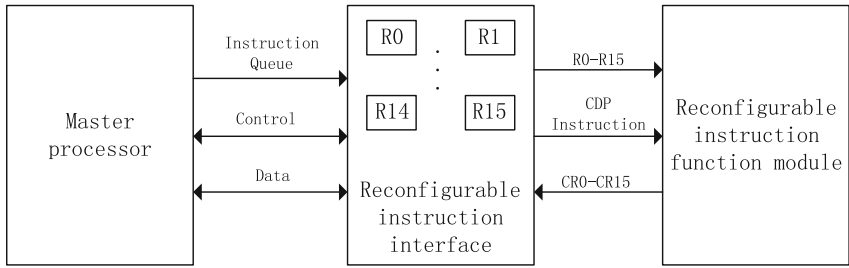 Master
processor
Instruction
Queue
Control
Data
R0
R1
R14
R15
Reconfigurable
instruction
interface
R0-R15
CDP
Instruction
CR0-CR15
Reconfigurable
instruction
function module